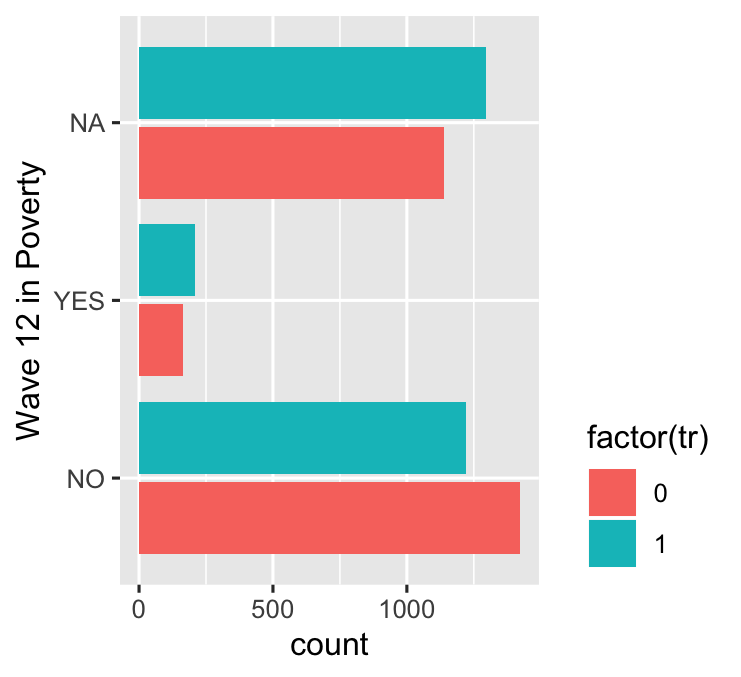 Wave 12 in Poverty
NA
YES
NO
0
500
1000
count
factor(tr)
0
1